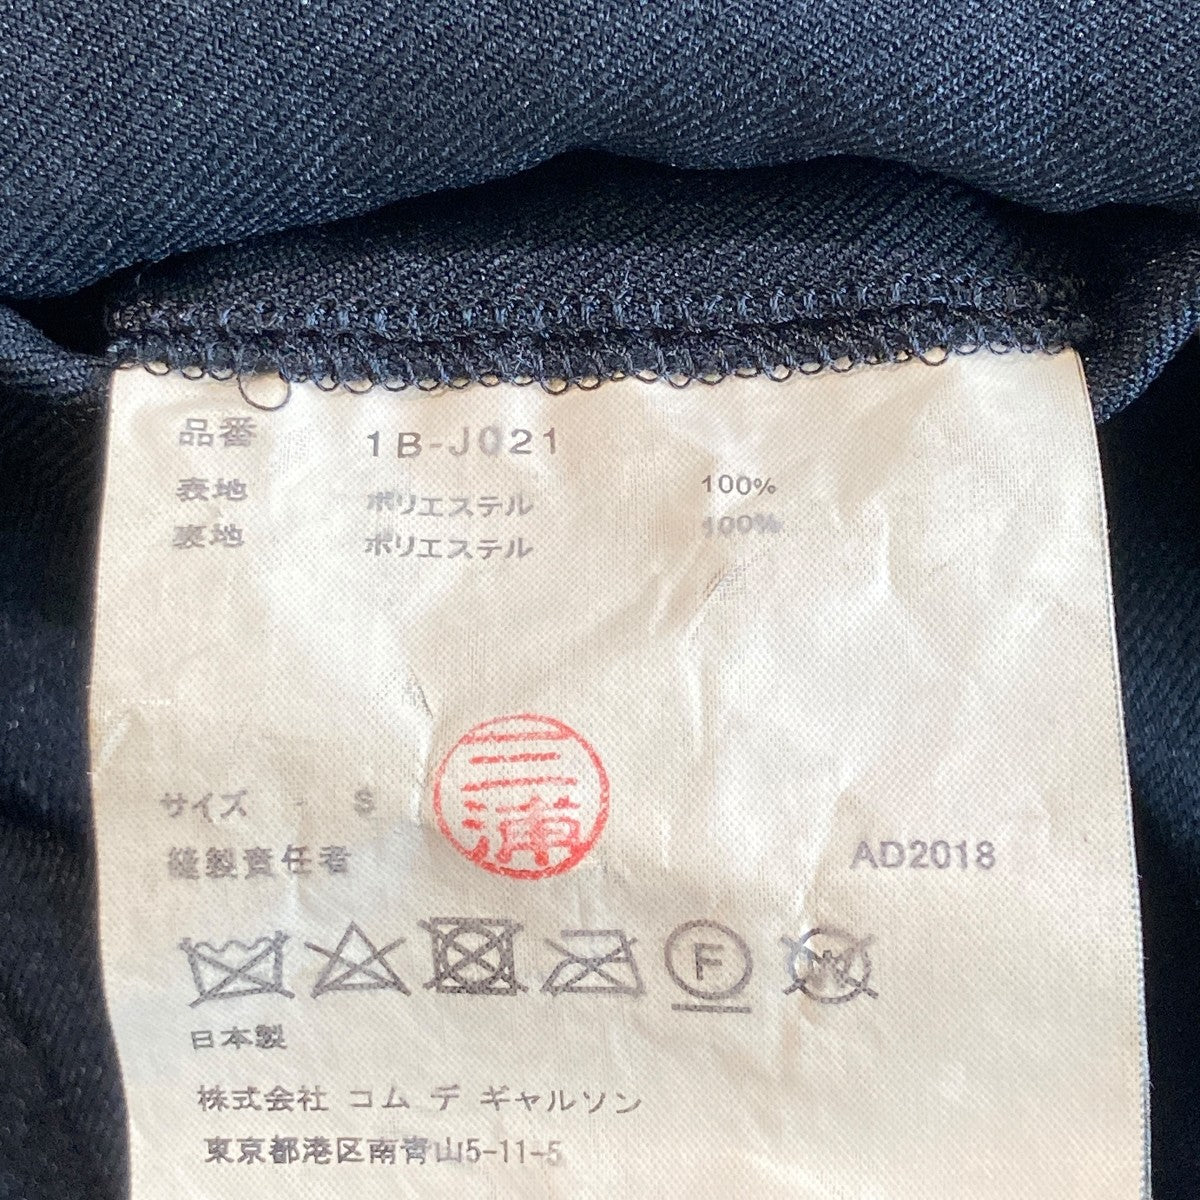 品番 1B-J021
表地 ポリエステル 100%
裏地 ポリエステル 100%
三浦
サイズ S
縫製責任者 AD2018
F
W
日本製
株式会社 コム デ ギャルソン
東京都港区南青山5-11-5